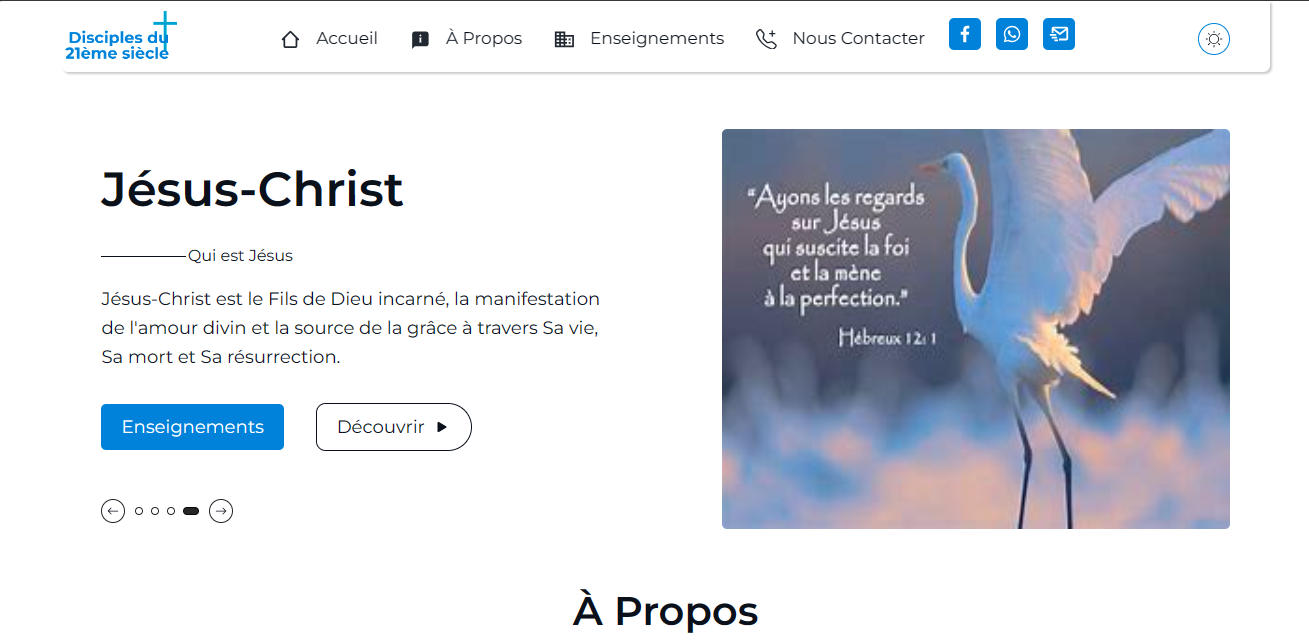 Disciples du
21ème siècle
Accueil
À Propos
Enseignements
Nous Contacter
Jésus-Christ
Qui est Jésus
Jésus-Christ est le Fils de Dieu incarné, la manifestation
de l'amour divin et la source de la grâce à travers Sa vie,
Sa mort et Sa résurrection.
Enseignements
Découvrir
“Ayons les regards
sur Jésus
qui suscite la foi
et la mène
à la perfection.”
Hébreux 12: 1
À Propos